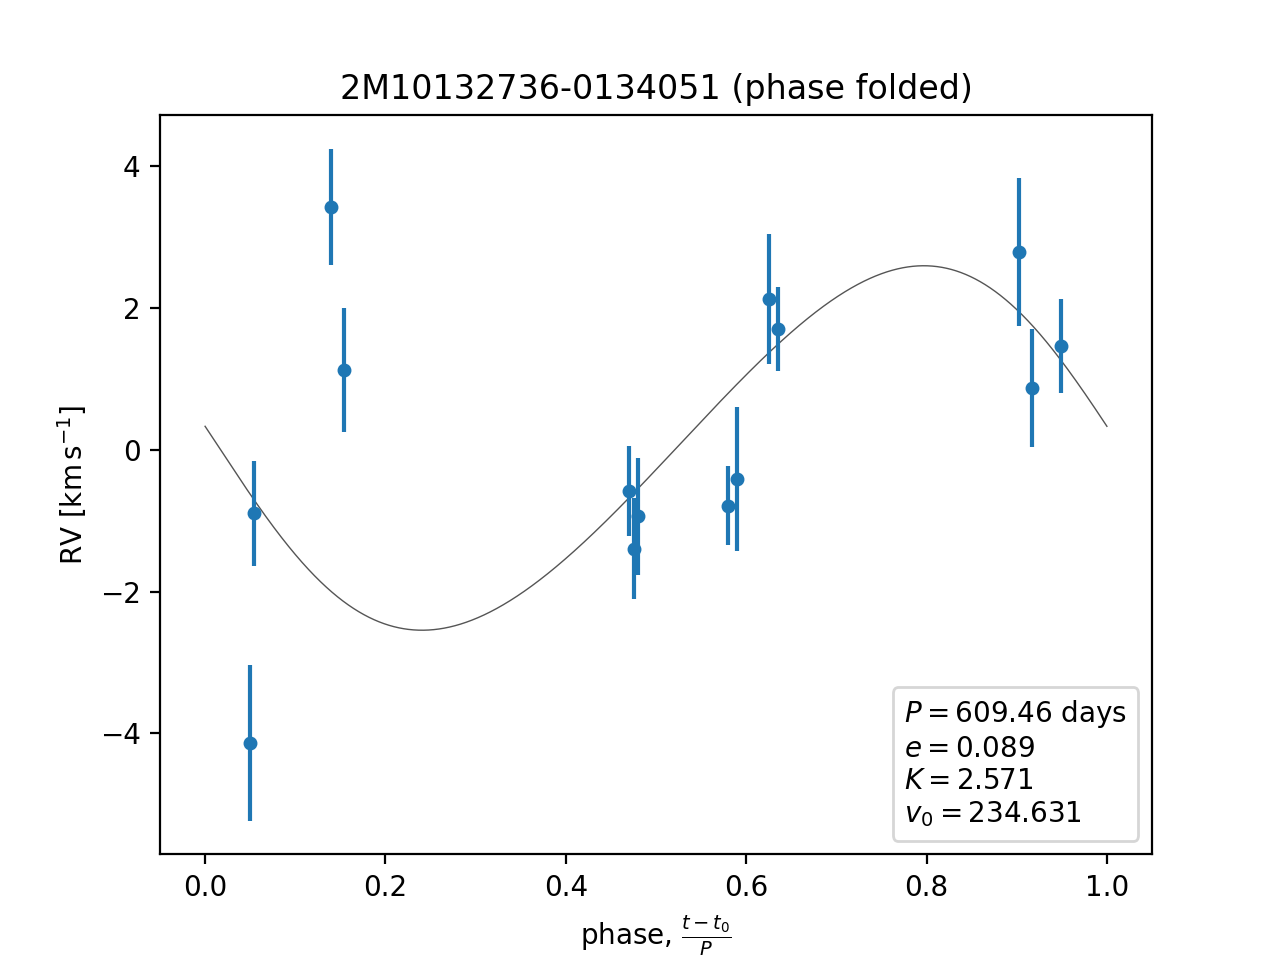 2M10132736-0134051 (phase folded)
4
2
0
−2
−4
RV [km s⁻¹]
P = 609.46 days
e = 0.089
K = 2.571
v₀ = 234.631
0.0 0.2 0.4 0.6 0.8 1.0
phase, (t − t₀)/P